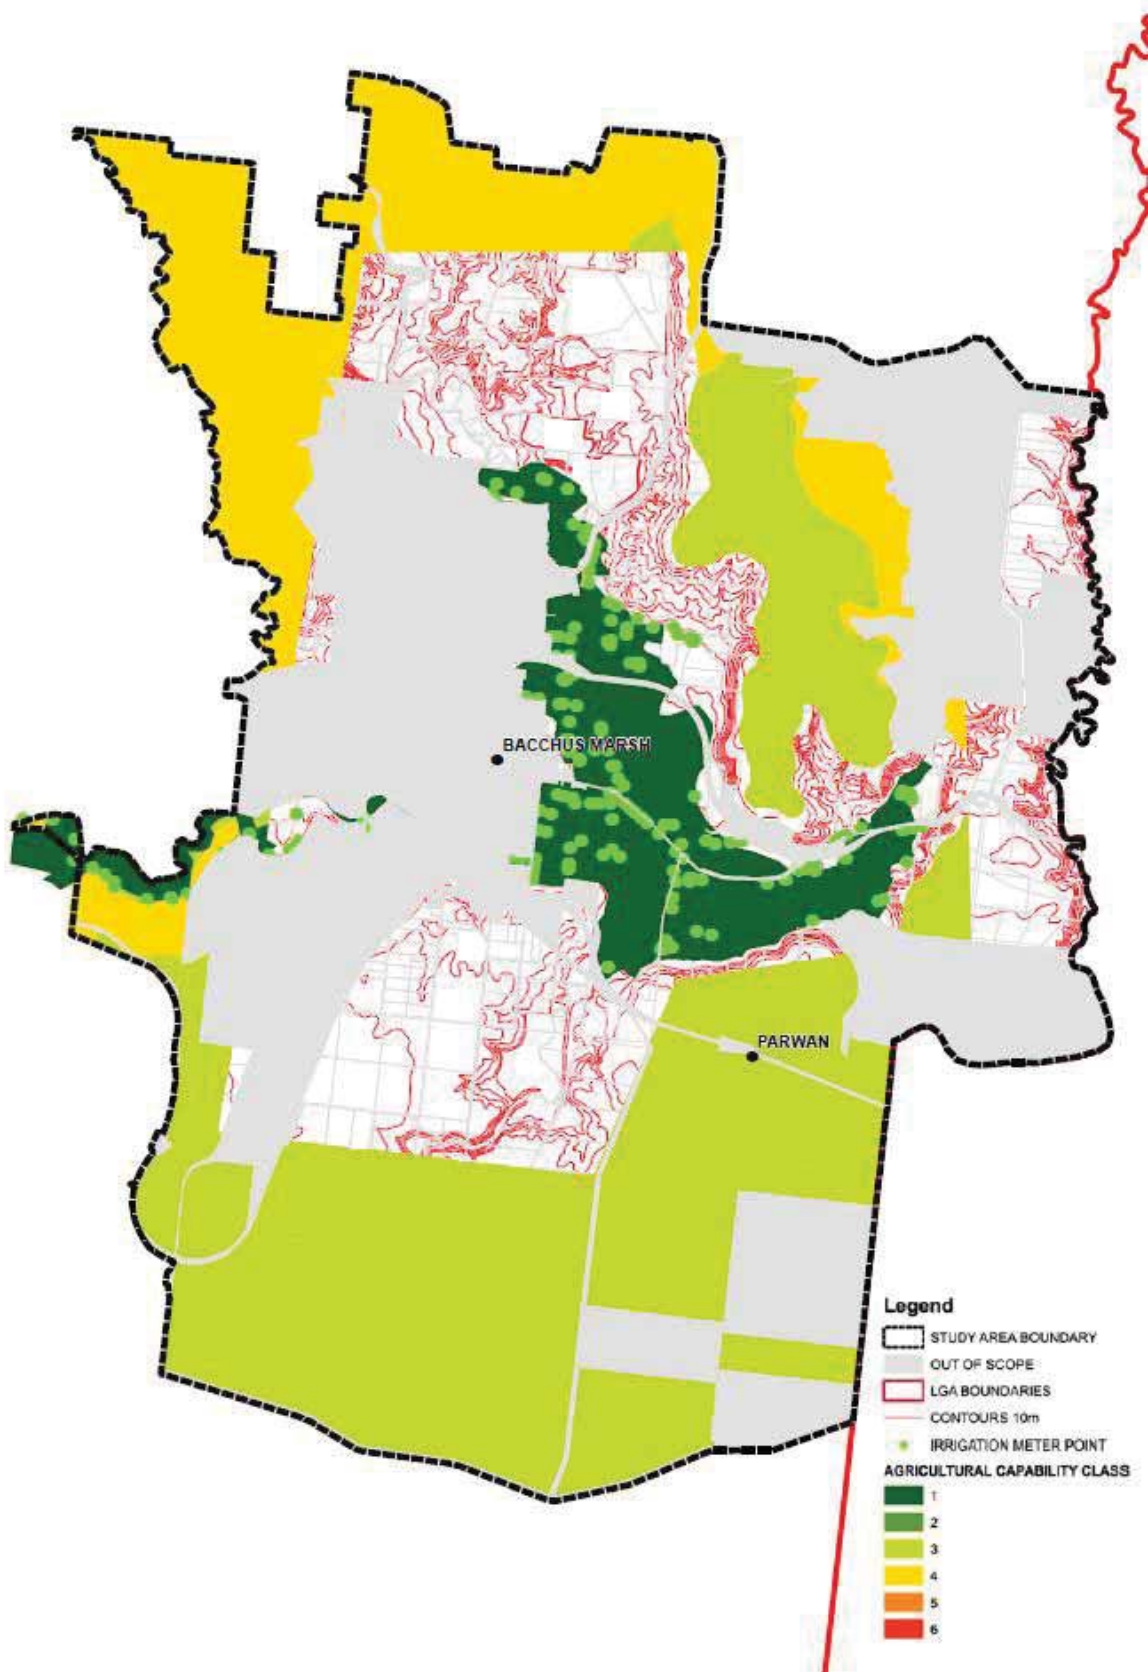 BACCHUS MARSH
PARWAN
Legend
STUDY AREA BOUNDARY
OUT OF SCOPE
LGA BOUNDARIES
CONTOURS 10m
IRRIGATION METER POINT
AGRICULTURAL CAPABILITY CLASS
1
2
3
4
5
6